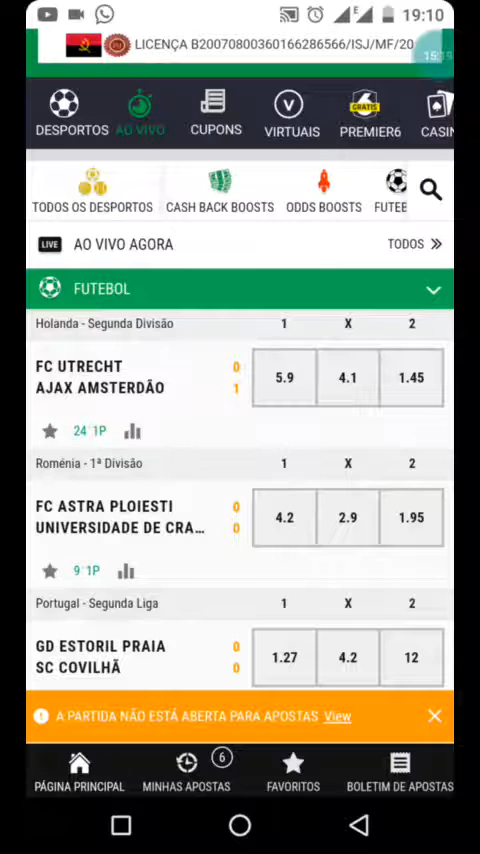 E 19:10
LICENÇA B20070800360166286566/ISJ/MF/20
15:19
DESPORTOS AO VIVO CUPONS VIRTUAIS GRATIS PREMIER6 CASIN
TODOS OS DESPORTOS CASH BACK BOOSTS ODDS BOOSTS FUTEB
LIVE AO VIVO AGORA TODOS
FUTEBOL
Holanda - Segunda Divisão 1 X 2
FC UTRECHT 0
AJAX AMSTERDÃO 1
5.9 4.1 1.45
24' 1P
Roménia - 1ª Divisão 1 X 2
FC ASTRA PLOIESTI 0
UNIVERSIDADE DE CRA... 0
4.2 2.9 1.95
9' 1P
Portugal - Segunda Liga 1 X 2
GD ESTORIL PRAIA 0
SC COVILHÃ 0
1.27 4.2 12
A PARTIDA NÃO ESTÁ ABERTA PARA APOSTAS View
6
PÁGINA PRINCIPAL MINHAS APOSTAS FAVORITOS BOLETIM DE APOSTAS